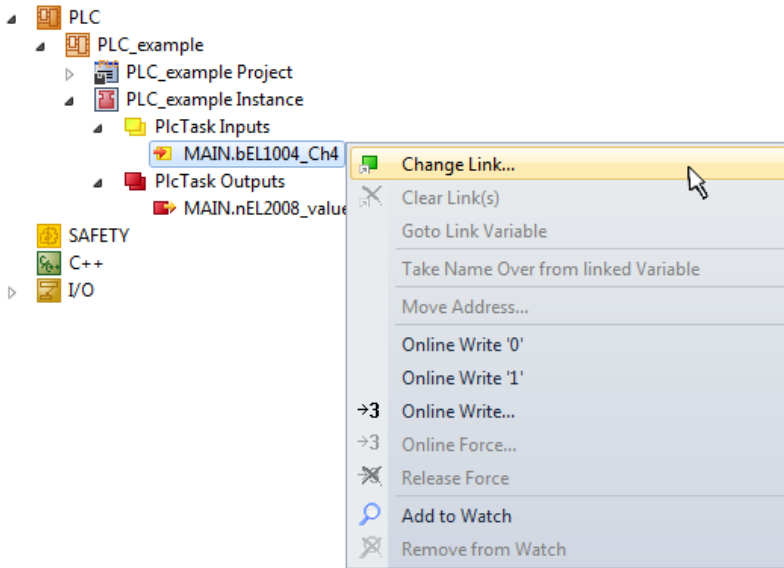 PLC
PLC_example
PLC_example Project
PLC_example Instance
PlcTask Inputs
MAIN.bEL1004_Ch4
PlcTask Outputs
MAIN.nEL2008_value
SAFETY
C++
I/O
Change Link...
Clear Link(s)
Goto Link Variable
Take Name Over from linked Variable
Move Address...
Online Write '0'
Online Write '1'
→3 Online Write...
→3 Online Force...
Release Force
Add to Watch
Remove from Watch